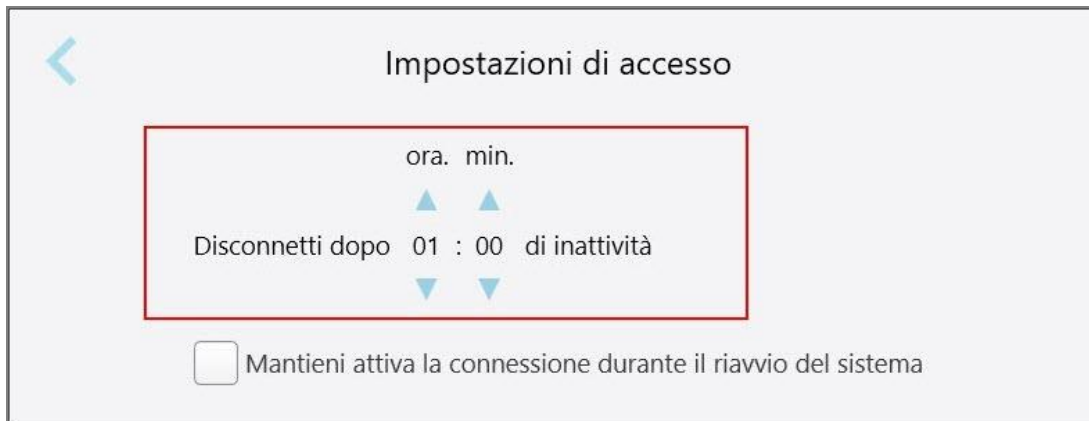 Impostazioni di accesso
ora. min.
Disconnetti dopo 01 : 00 di inattività
Mantieni attiva la connessione durante il riavvio del sistema